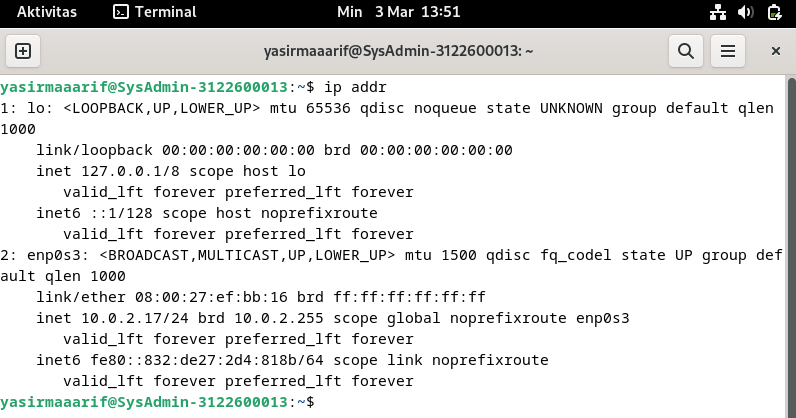 Aktivitas Terminal Min 3 Mar 13:51
yasirmaaarif@SysAdmin-3122600013: ~
yasirmaaarif@SysAdmin-3122600013:~$ ip addr
1: lo: <LOOPBACK,UP,LOWER_UP> mtu 65536 qdisc noqueue state UNKNOWN group default qlen
1000
    link/loopback 00:00:00:00:00:00 brd 00:00:00:00:00:00
    inet 127.0.0.1/8 scope host lo
       valid_lft forever preferred_lft forever
    inet6 ::1/128 scope host noprefixroute
       valid_lft forever preferred_lft forever
2: enp0s3: <BROADCAST,MULTICAST,UP,LOWER_UP> mtu 1500 qdisc fq_codel state UP group def
ault qlen 1000
    link/ether 08:00:27:ef:bb:16 brd ff:ff:ff:ff:ff:ff
    inet 10.0.2.17/24 brd 10.0.2.255 scope global noprefixroute enp0s3
       valid_lft forever preferred_lft forever
    inet6 fe80::832:de27:2d4:818b/64 scope link noprefixroute
       valid_lft forever preferred_lft forever
yasirmaaarif@SysAdmin-3122600013:~$